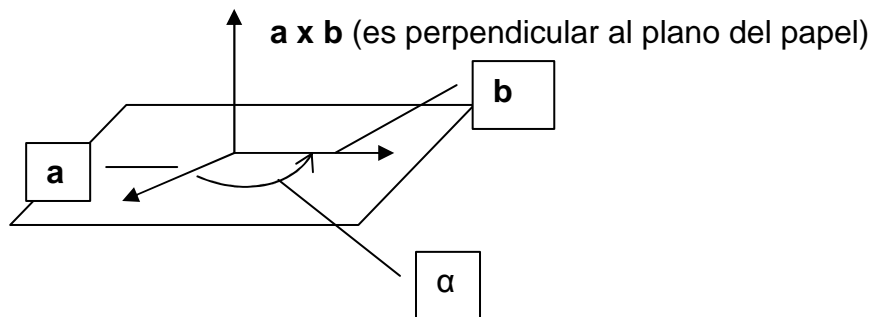 a x b (es perpendicular al plano del papel)
b
a
α